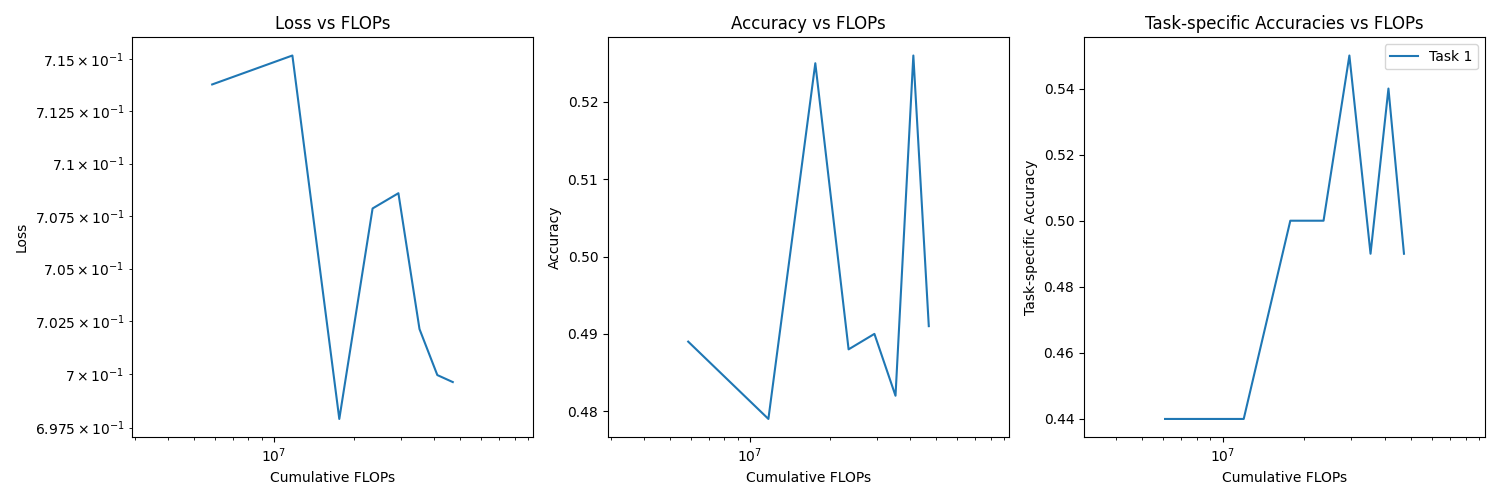 Loss vs FLOPs
7.15 × 10⁻¹
7.125 × 10⁻¹
7.1 × 10⁻¹
7.075 × 10⁻¹
7.05 × 10⁻¹
7.025 × 10⁻¹
7 × 10⁻¹
6.975 × 10⁻¹
Loss
10⁷
Cumulative FLOPs
Accuracy vs FLOPs
0.52
0.51
0.50
0.49
0.48
Accuracy
10⁷
Cumulative FLOPs
Task-specific Accuracies vs FLOPs
Task 1
0.54
0.52
0.50
0.48
0.46
0.44
Task-specific Accuracy
10⁷
Cumulative FLOPs